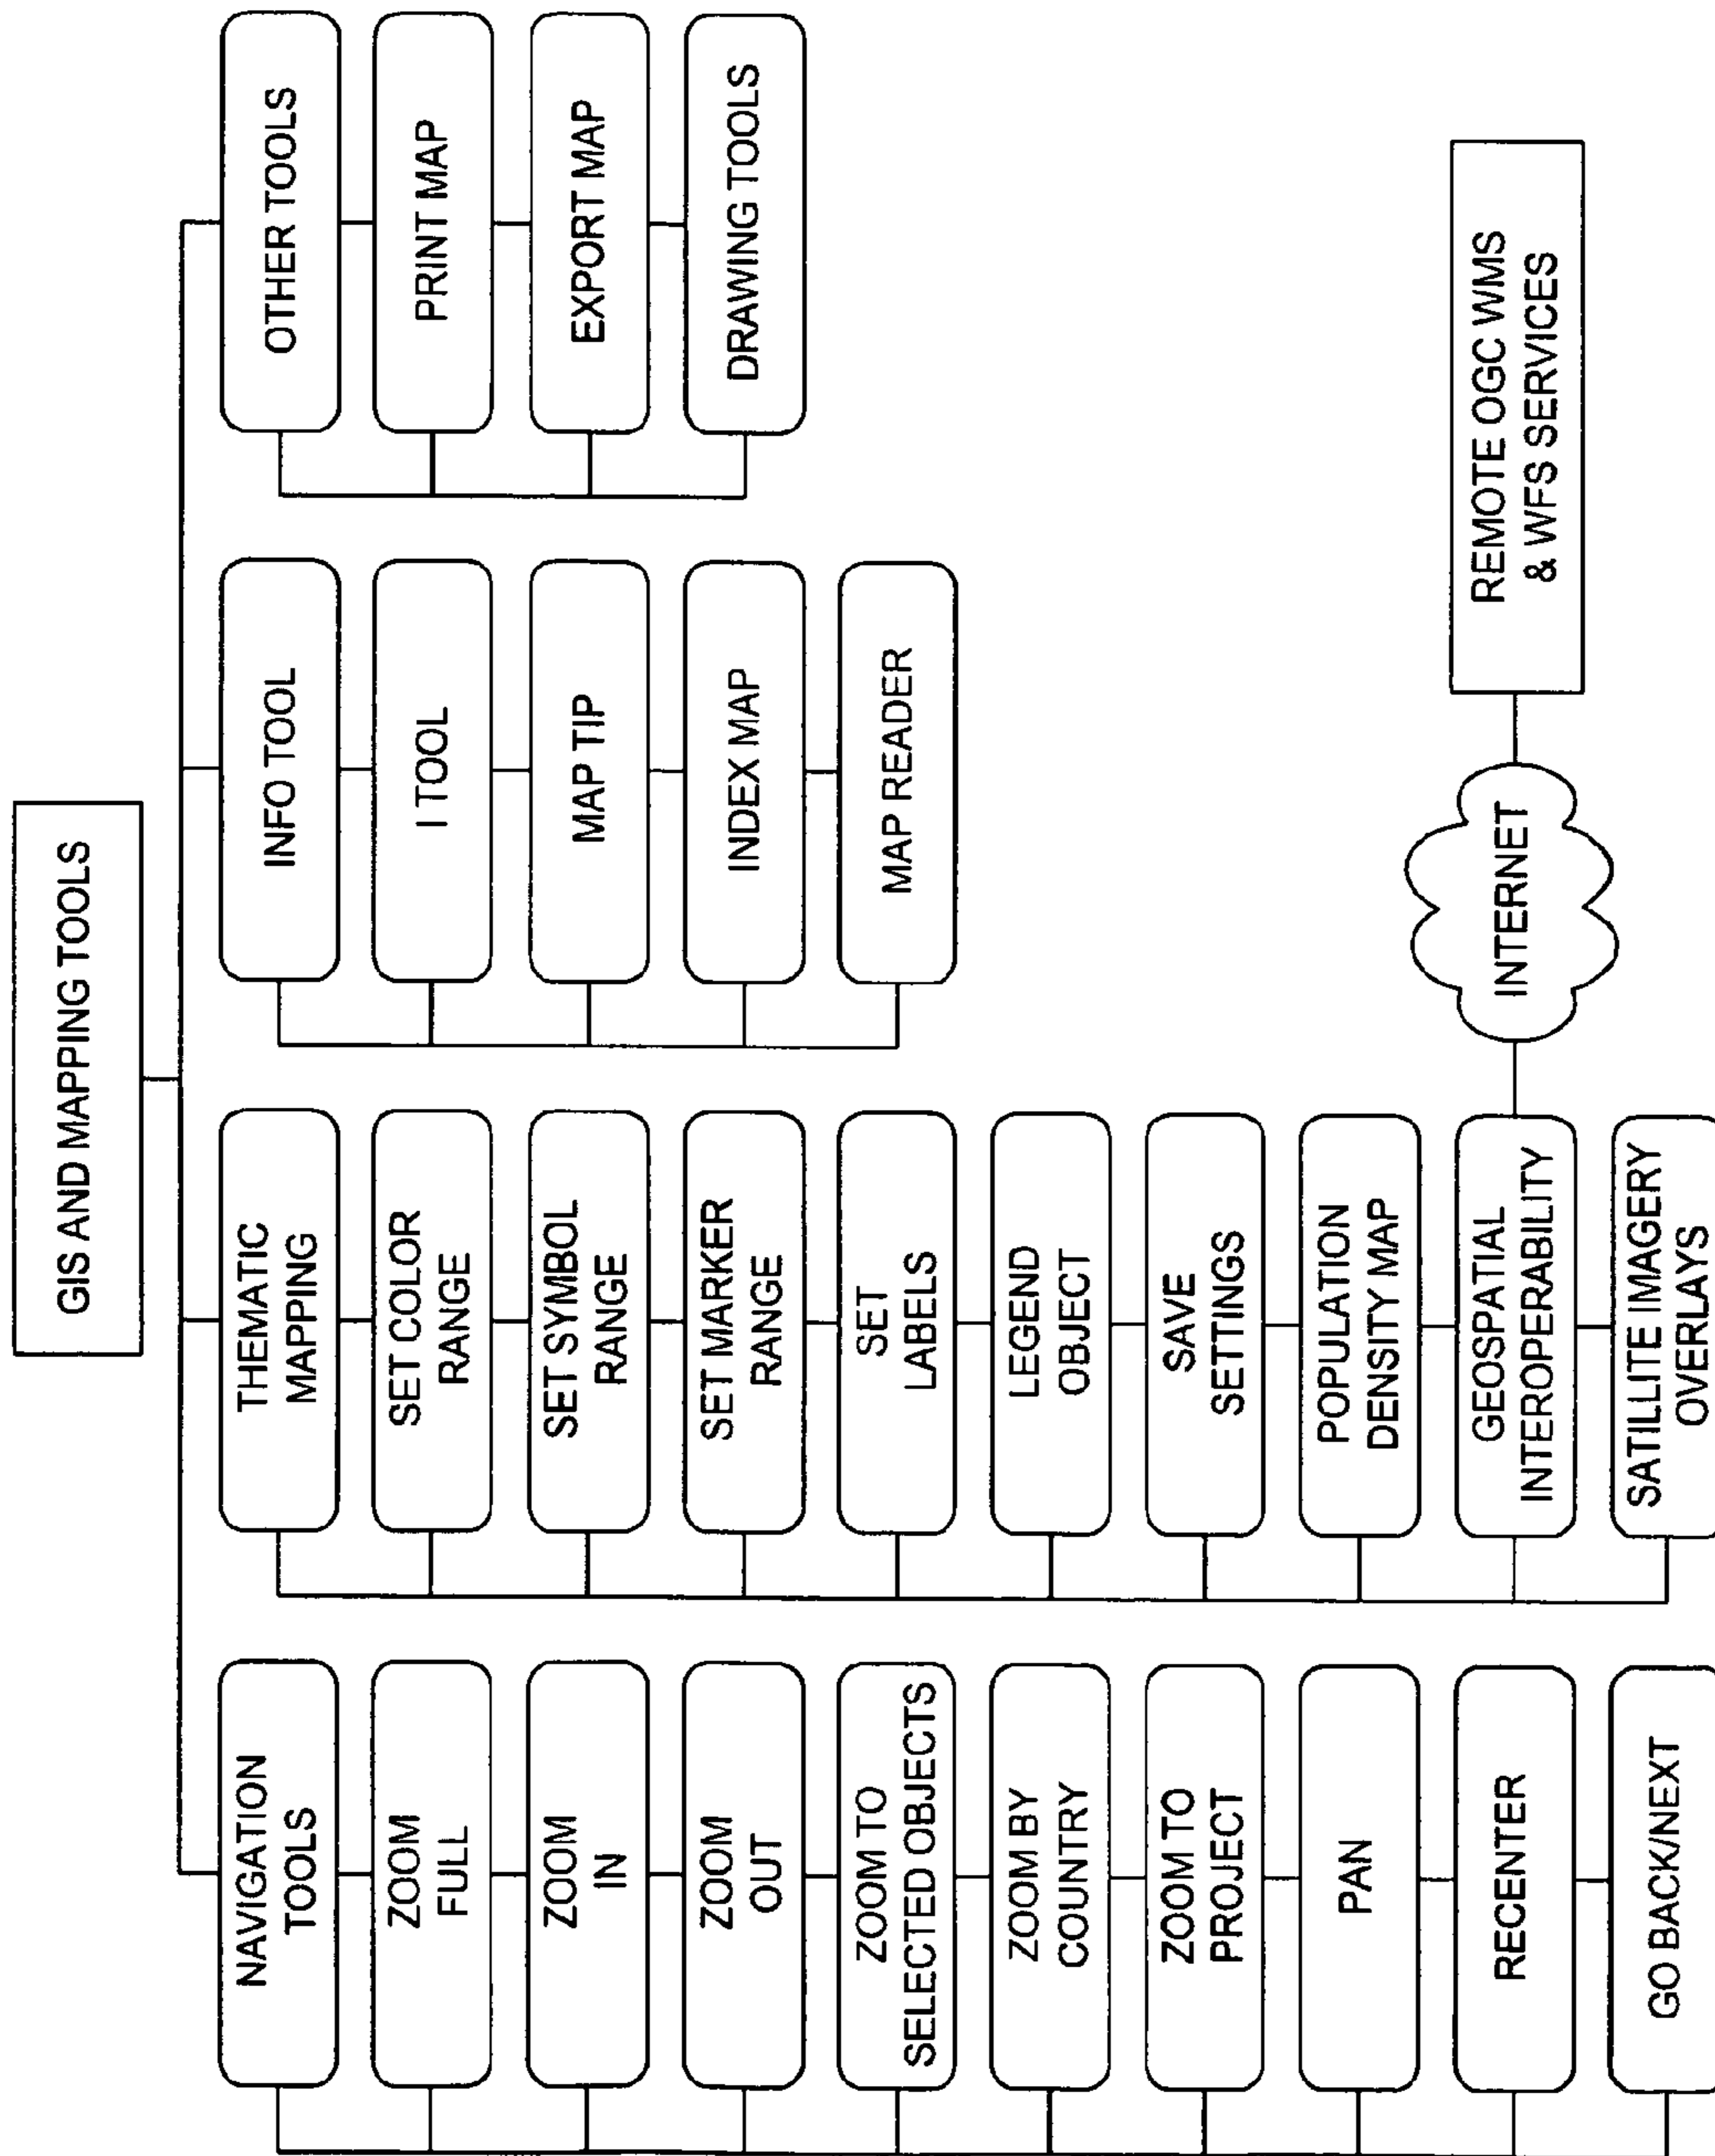 GIS AND MAPPING TOOLS
NAVIGATION
TOOLS
ZOOM
FULL
ZOOM
IN
ZOOM
OUT
ZOOM TO
SELECTED OBJECTS
ZOOM BY
COUNTRY
ZOOM TO
PROJECT
PAN
RECENTER
GO BACK/NEXT
THEMATIC
MAPPING
SET COLOR
RANGE
SET SYMBOL
RANGE
SET MARKER
RANGE
SET
LABELS
LEGEND
OBJECT
SAVE
SETTINGS
POPULATION
DENSITY MAP
GEOSPATIAL
INTEROPERABILITY
SATILLITE IMAGERY
OVERLAYS
INFO TOOL
I TOOL
MAP TIP
INDEX MAP
MAP READER
OTHER TOOLS
PRINT MAP
EXPORT MAP
DRAWING TOOLS
INTERNET
REMOTE OGC WMS
& WFS SERVICES